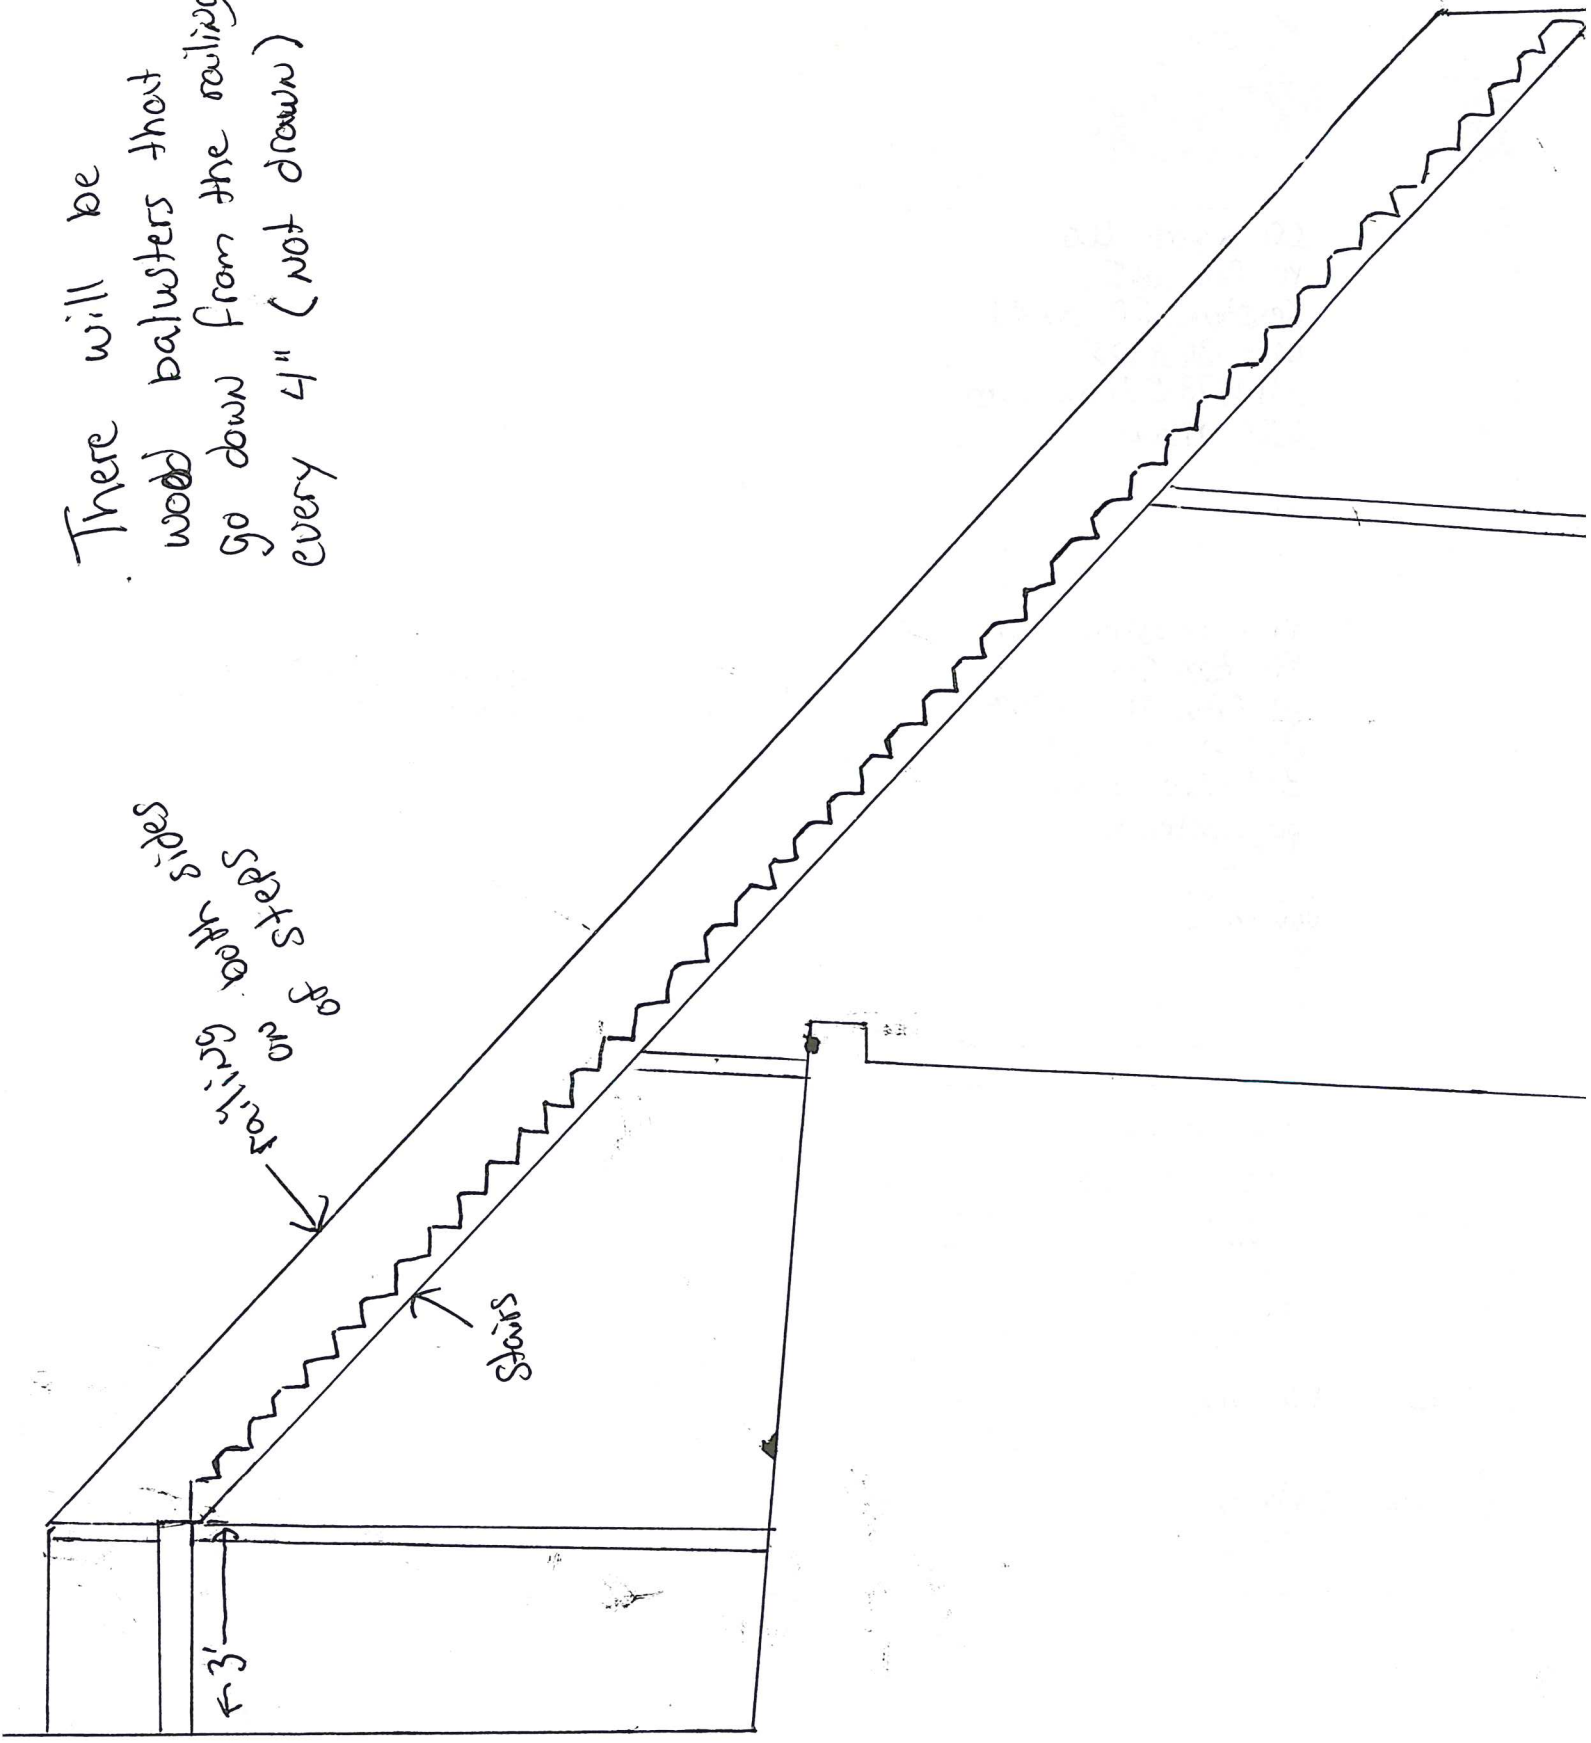 There will be
wood balusters that
go down from the railing
every 4" (Not drawn)
railing both sides
on of steps
Stairs
3'